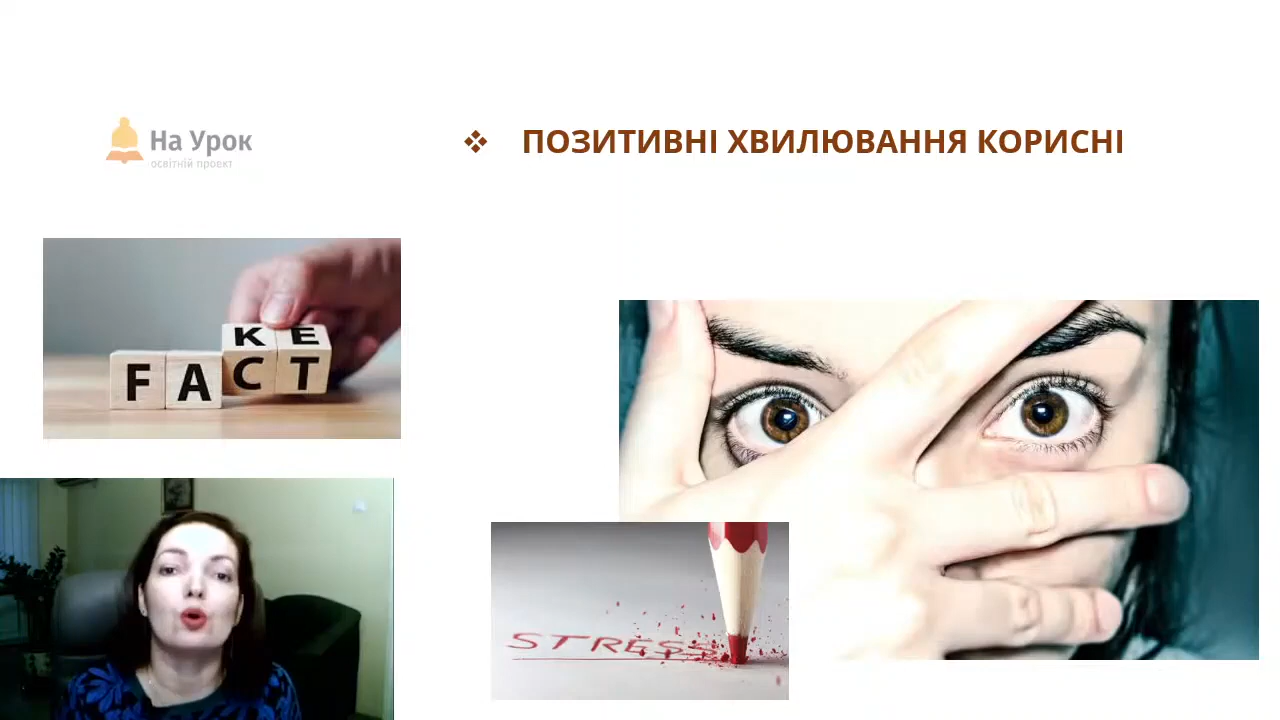 На Урок
освітній проект
❖ ПОЗИТИВНІ ХВИЛЮВАННЯ КОРИСНІ
KE
FACT
STRESS